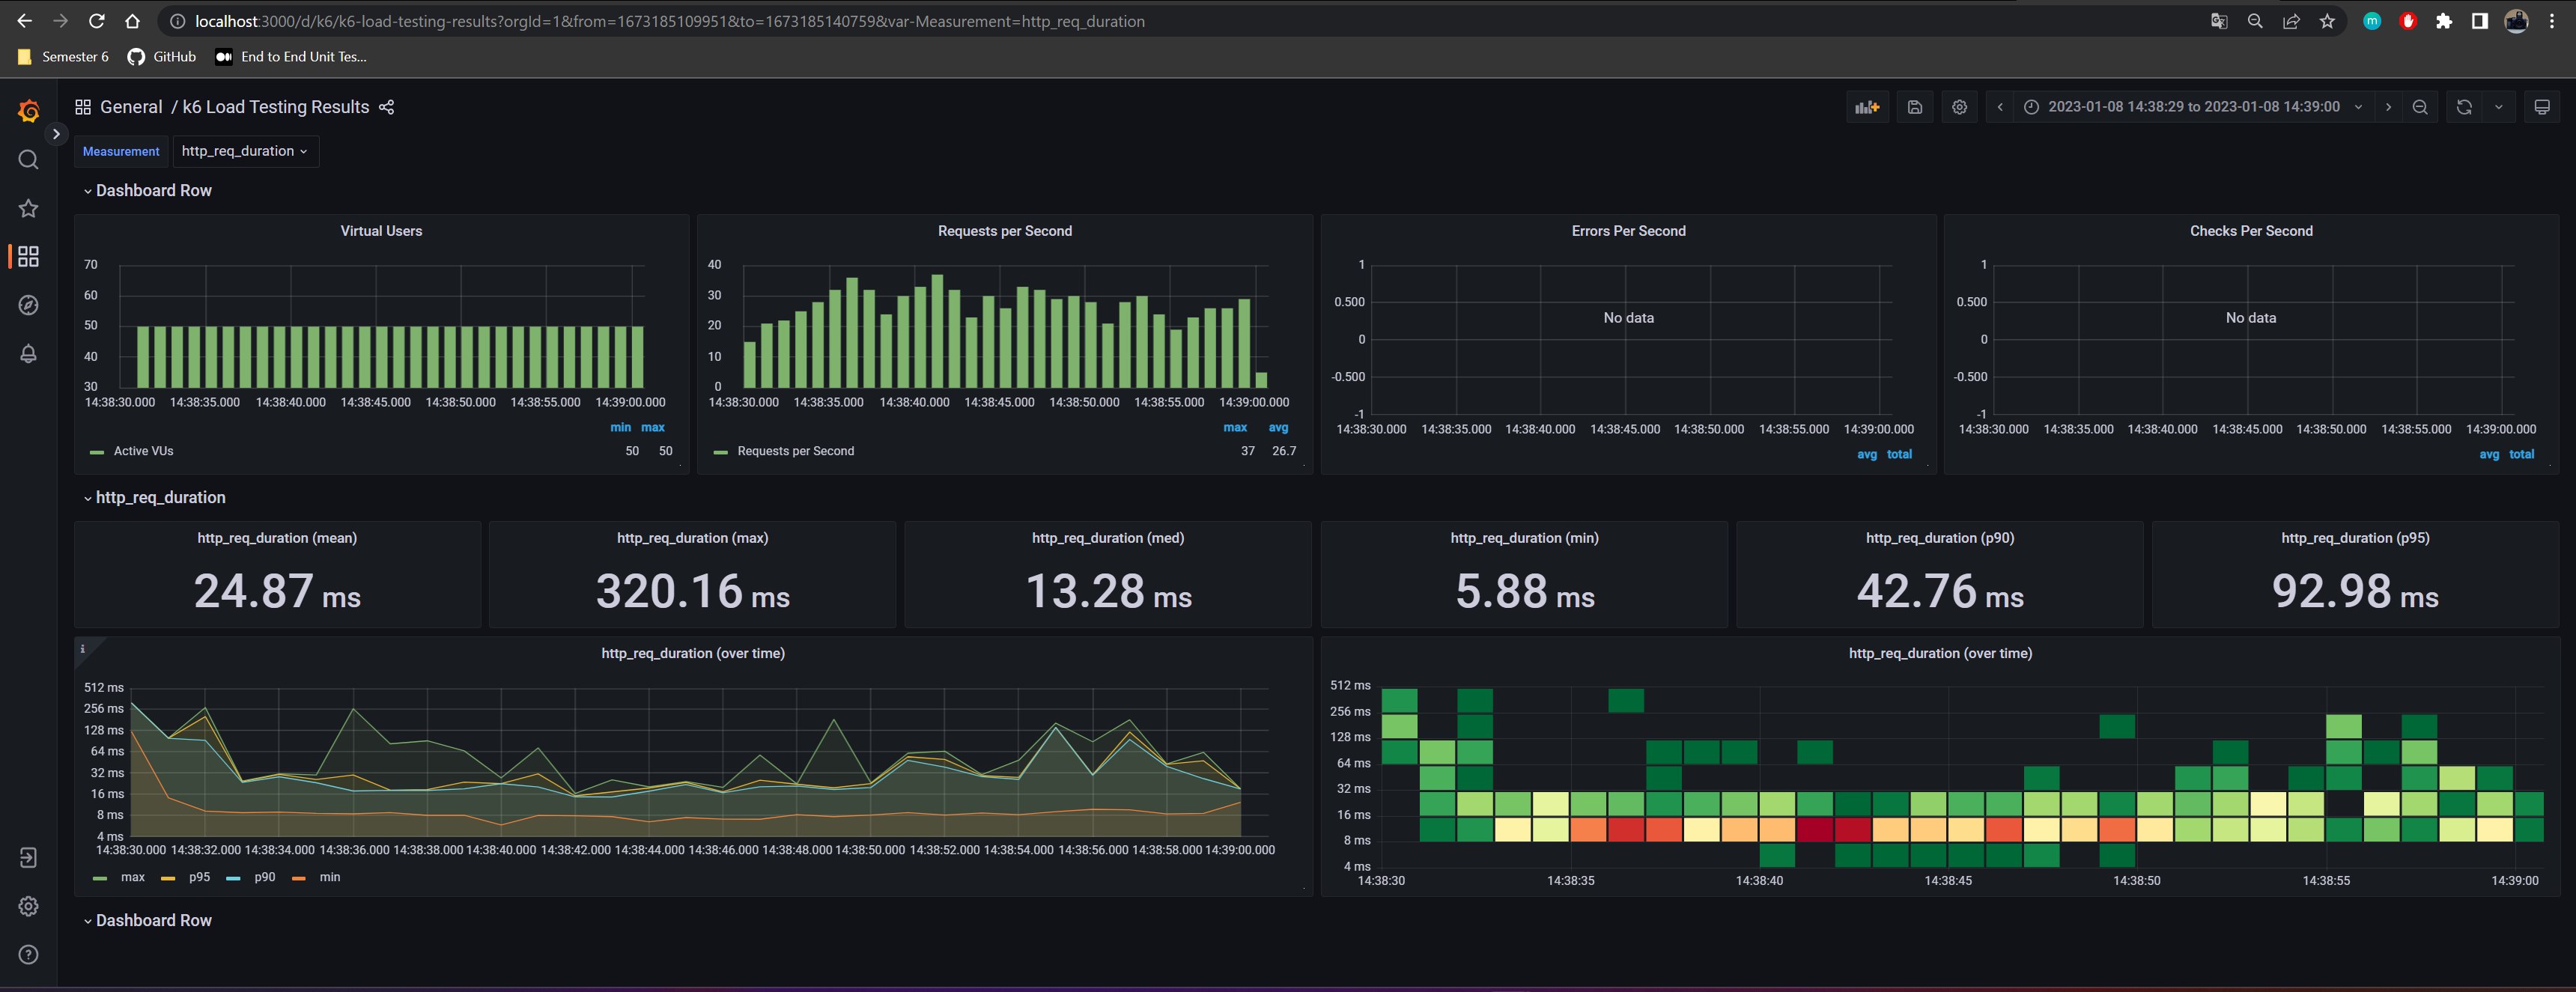 localhost:3000/d/k6/k6-load-testing-results?orgId=1&from=1673185109951&to=1673185140759&var-Measurement=http_req_duration
m
Semester 6 GitHub End to End Unit Tes...
General / k6 Load Testing Results
2023-01-08 14:38:29 to 2023-01-08 14:39:00
Measurement http_req_duration
Dashboard Row
Virtual Users
70
60
50
40
30
14:38:30.000 14:38:35.000 14:38:40.000 14:38:45.000 14:38:50.000 14:38:55.000 14:39:00.000
min max
Active VUs 50 50
Requests per Second
40
30
20
10
0
14:38:30.000 14:38:35.000 14:38:40.000 14:38:45.000 14:38:50.000 14:38:55.000 14:39:00.000
max avg
Requests per Second 37 26.7
Errors Per Second
1
0.500
No data
0
-0.500
-1
14:38:30.000 14:38:35.000 14:38:40.000 14:38:45.000 14:38:50.000 14:38:55.000 14:39:00.000
avg total
Checks Per Second
1
0.500
No data
0
-0.500
-1
14:38:30.000 14:38:35.000 14:38:40.000 14:38:45.000 14:38:50.000 14:38:55.000 14:39:00.000
avg total
http_req_duration
http_req_duration (mean)
24.87 ms
http_req_duration (max)
320.16 ms
http_req_duration (med)
13.28 ms
http_req_duration (min)
5.88 ms
http_req_duration (p90)
42.76 ms
http_req_duration (p95)
92.98 ms
i
http_req_duration (over time)
512 ms
256 ms
128 ms
64 ms
32 ms
16 ms
8 ms
4 ms
14:38:30.000 14:38:32.000 14:38:34.000 14:38:36.000 14:38:38.000 14:38:40.000 14:38:42.000 14:38:44.000 14:38:46.000 14:38:48.000 14:38:50.000 14:38:52.000 14:38:54.000 14:38:56.000 14:38:58.000 14:39:00.000
max p95 p90 min
http_req_duration (over time)
512 ms
256 ms
128 ms
64 ms
32 ms
16 ms
8 ms
4 ms
14:38:30 14:38:35 14:38:40 14:38:45 14:38:50 14:38:55 14:39:00
Dashboard Row